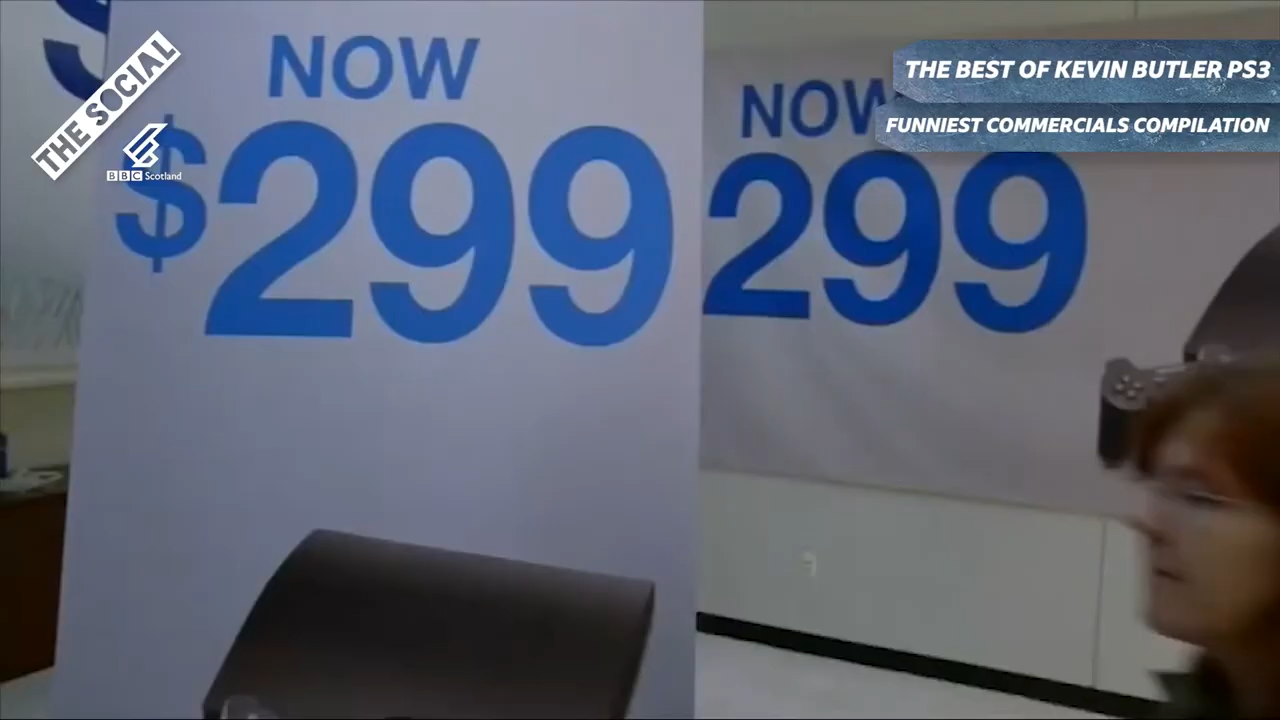 THE SOCIAL
BBC Scotland
THE BEST OF KEVIN BUTLER PS3
FUNNIEST COMMERCIALS COMPILATION
$
NOW
$299
NOW
299